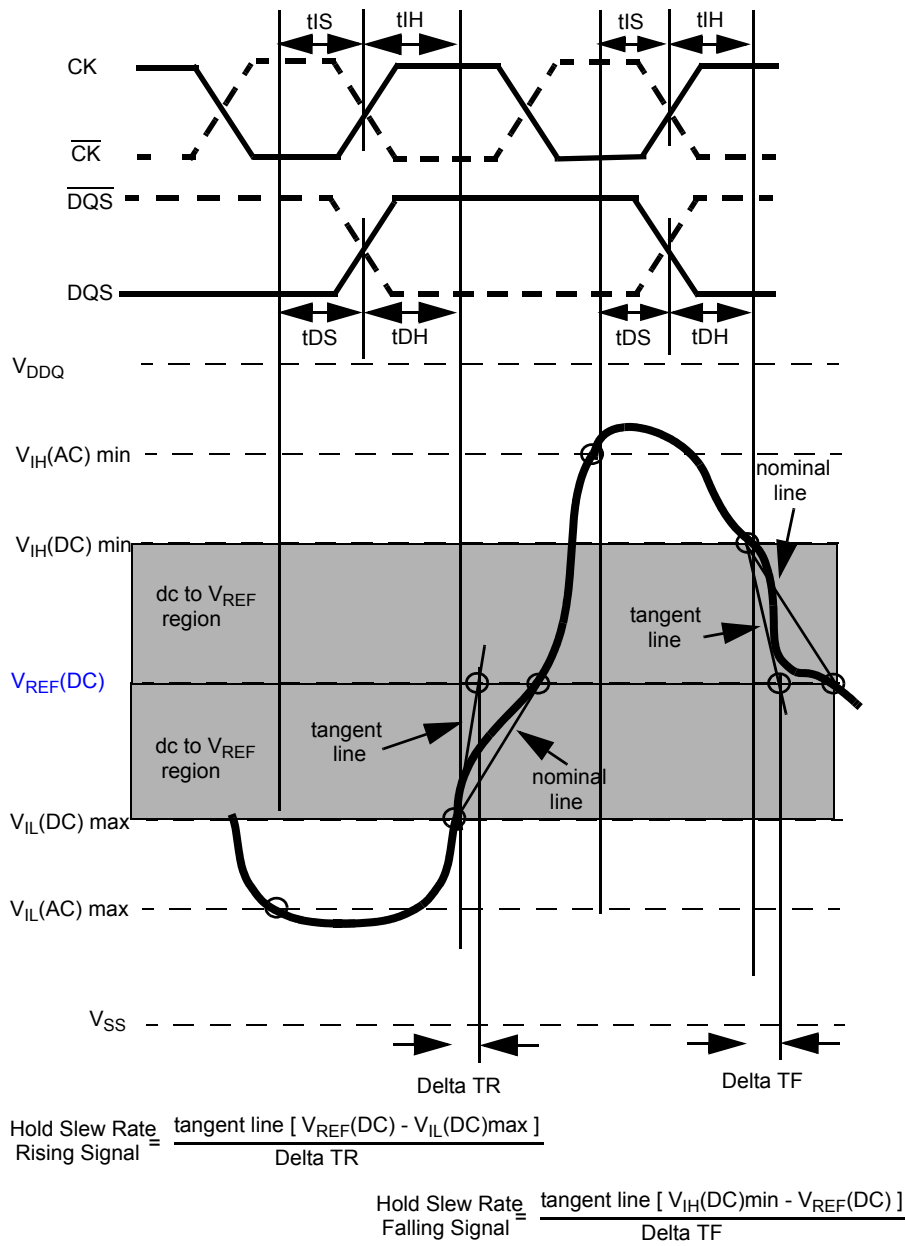 tIS tIH tIS tIH
CK
C̅K̅
D̅Q̅S̅
DQS
tDS tDH tDS tDH
VDDQ
VIH(AC) min
nominal
line
VIH(DC) min
dc to VREF
region
tangent
line
VREF(DC)
tangent
line
dc to VREF
region
nominal
line
VIL(DC) max
VIL(AC) max
VSS
Delta TR Delta TF
Hold Slew Rate
Rising Signal = tangent line [ VREF(DC) - VIL(DC)max ]
Delta TR
Hold Slew Rate
Falling Signal = tangent line [ VIH(DC)min - VREF(DC) ]
Delta TF